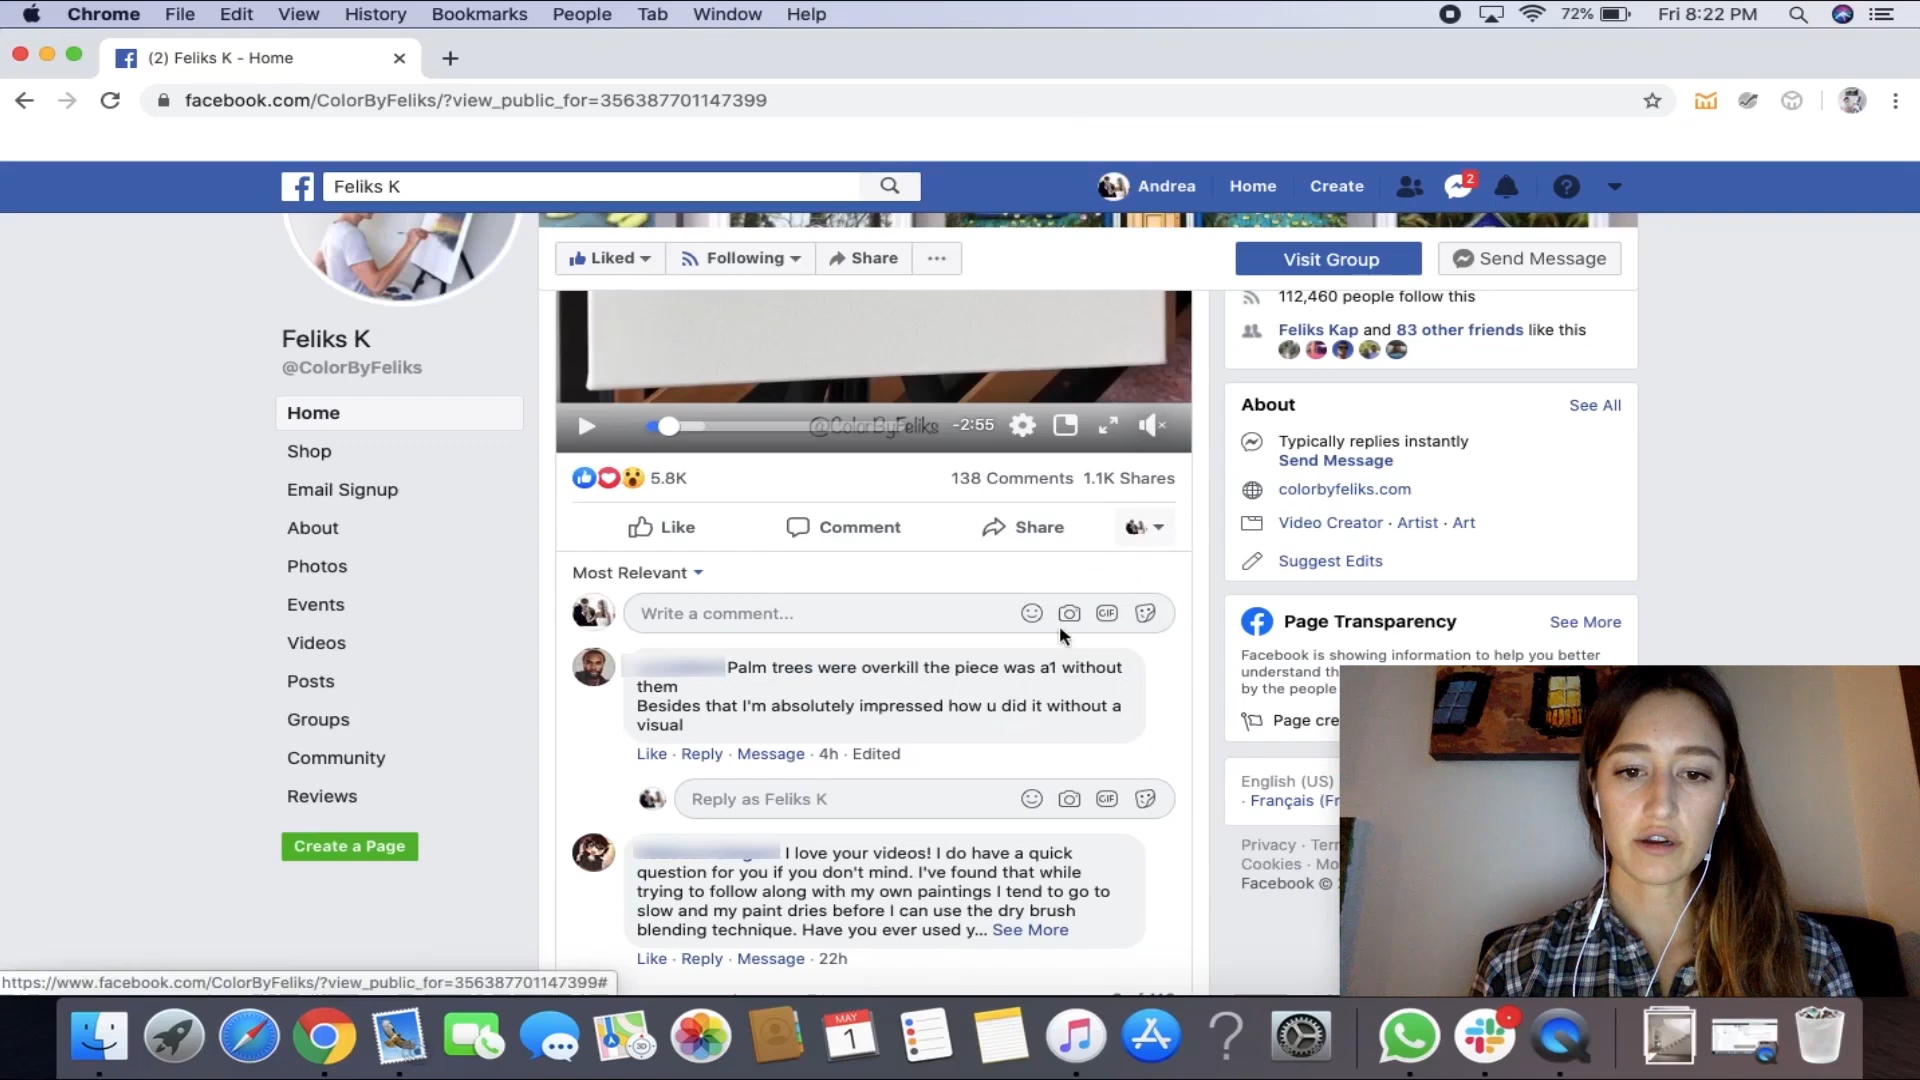 Chrome File Edit View History Bookmarks People Tab Window Help 72% Fri 8:22 PM
(2) Feliks K - Home
facebook.com/ColorByFeliks/?view_public_for=356387701147399
Feliks K
Andrea Home Create 2
Liked Following Share Visit Group Send Message
112,460 people follow this
Feliks Kap and 83 other friends like this
Feliks K
@ColorByFeliks
Home
Shop
Email Signup
About
Photos
Events
Videos
Posts
Groups
Community
Reviews
Create a Page
@ColorByFeliks -2:55
5.8K 138 Comments 1.1K Shares
Like Comment Share
Most Relevant
Write a comment... GIF
Palm trees were overkill the piece was a1 without
them
Besides that I'm absolutely impressed how u did it without a
visual
Like · Reply · Message · 4h · Edited
Reply as Feliks K GIF
I love your videos! I do have a quick
question for you if you don't mind. I've found that while
trying to follow along with my own paintings I tend to go to
slow and my paint dries before I can use the dry brush
blending technique. Have you ever used y... See More
Like · Reply · Message · 22h
About See All
Typically replies instantly
Send Message
colorbyfeliks.com
Video Creator · Artist · Art
Suggest Edits
Page Transparency See More
Facebook is showing information to help you better
understand th
by the people
Page cre
English (US)
· Français (Fr
Privacy · Terr
Cookies · Mo
Facebook ©
https://www.facebook.com/ColorByFeliks/?view_public_for=356387701147399#
MAY
1